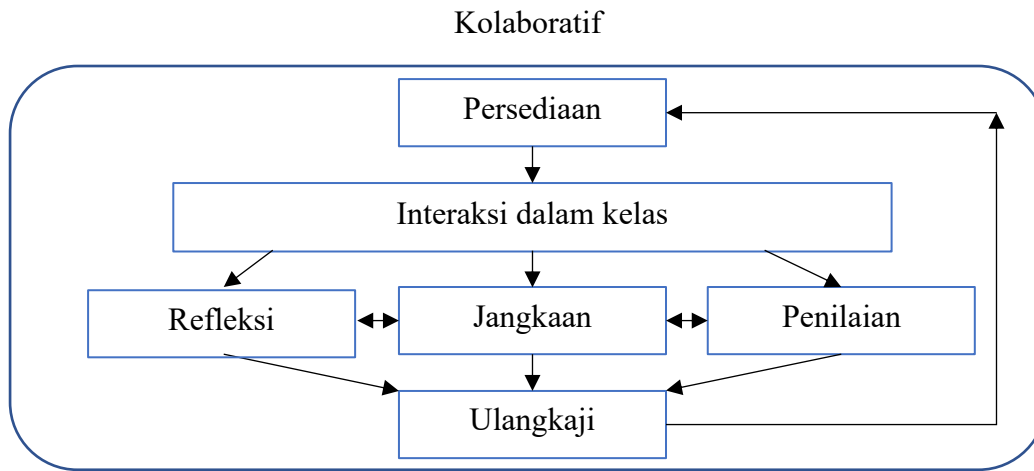 Kolaboratif
Persediaan
Interaksi dalam kelas
Refleksi
Jangkaan
Penilaian
Ulangkaji